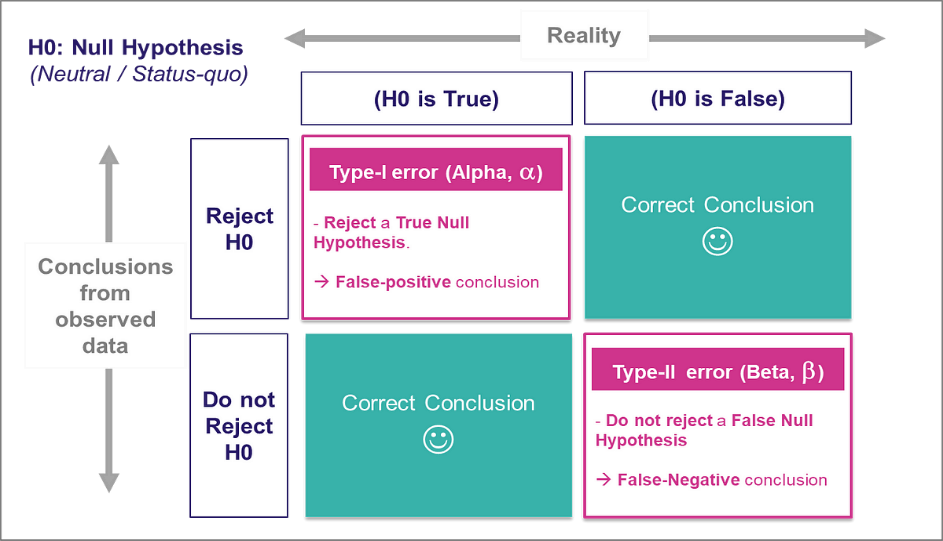 Reality
H0: Null Hypothesis
(Neutral / Status-quo)
(H0 is True)
(H0 is False)
Conclusions
from
observed
data
Reject
H0
Type-I error (Alpha, α)
- Reject a True Null
Hypothesis.
→ False-positive conclusion
Correct Conclusion
Do not
Reject
H0
Correct Conclusion
Type-II error (Beta, β)
- Do not reject a False Null
Hypothesis
→ False-Negative conclusion